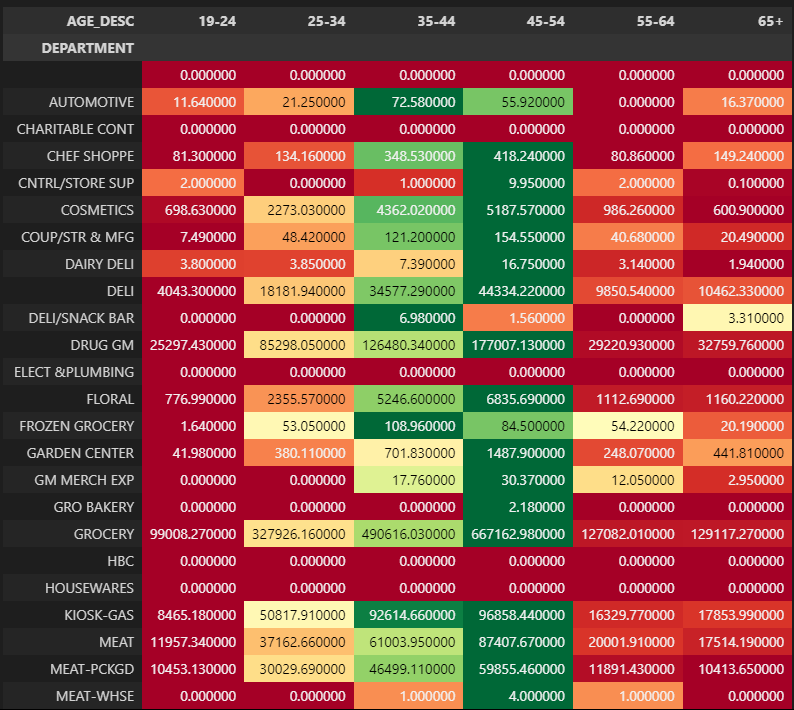 AGE_DESC 19-24 25-34 35-44 45-54 55-64 65+
DEPARTMENT
0.000000 0.000000 0.000000 0.000000 0.000000 0.000000
AUTOMOTIVE 11.640000 21.250000 72.580000 55.920000 0.000000 16.370000
CHARITABLE CONT 0.000000 0.000000 0.000000 0.000000 0.000000 0.000000
CHEF SHOPPE 81.300000 134.160000 348.530000 418.240000 80.860000 149.240000
CNTRL/STORE SUP 2.000000 0.000000 1.000000 9.950000 2.000000 0.100000
COSMETICS 698.630000 2273.030000 4362.020000 5187.570000 986.260000 600.900000
COUP/STR & MFG 7.490000 48.420000 121.200000 154.550000 40.680000 20.490000
DAIRY DELI 3.800000 3.850000 7.390000 16.750000 3.140000 1.940000
DELI 4043.300000 18181.940000 34577.290000 44334.220000 9850.540000 10462.330000
DELI/SNACK BAR 0.000000 0.000000 6.980000 1.560000 0.000000 3.310000
DRUG GM 25297.430000 85298.050000 126480.340000 177007.130000 29220.930000 32759.760000
ELECT &PLUMBING 0.000000 0.000000 0.000000 0.000000 0.000000 0.000000
FLORAL 776.990000 2355.570000 5246.600000 6835.690000 1112.690000 1160.220000
FROZEN GROCERY 1.640000 53.050000 108.960000 84.500000 54.220000 20.190000
GARDEN CENTER 41.980000 380.110000 701.830000 1487.900000 248.070000 441.810000
GM MERCH EXP 0.000000 0.000000 17.760000 30.370000 12.050000 2.950000
GRO BAKERY 0.000000 0.000000 0.000000 2.180000 0.000000 0.000000
GROCERY 99008.270000 327926.160000 490616.030000 667162.980000 127082.010000 129117.270000
HBC 0.000000 0.000000 0.000000 0.000000 0.000000 0.000000
HOUSEWARES 0.000000 0.000000 0.000000 0.000000 0.000000 0.000000
KIOSK-GAS 8465.180000 50817.910000 92614.660000 96858.440000 16329.770000 17853.990000
MEAT 11957.340000 37162.660000 61003.950000 87407.670000 20001.910000 17514.190000
MEAT-PCKGD 10453.130000 30029.690000 46499.110000 59855.460000 11891.430000 10413.650000
MEAT-WHSE 0.000000 0.000000 1.000000 4.000000 1.000000 0.000000